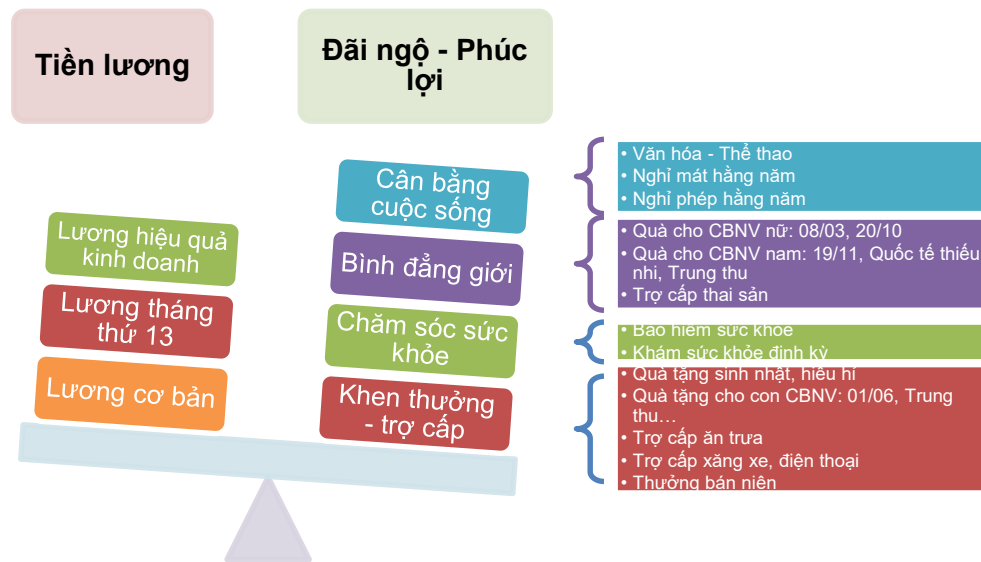 Tiền lương
Đãi ngộ - Phúc
lợi
Lương hiệu quả
kinh doanh
Lương tháng
thứ 13
Lương cơ bản
Cân bằng
cuộc sống
Bình đẳng giới
Chăm sóc sức
khỏe
Khen thưởng
- trợ cấp
• Văn hóa - Thể thao
• Nghỉ mát hằng năm
• Nghỉ phép hằng năm
• Quà cho CBNV nữ: 08/03, 20/10
• Quà cho CBNV nam: 19/11, Quốc tế thiếu
nhi, Trung thu
• Trợ cấp thai sản
• Bảo hiểm sức khỏe
• Khám sức khỏe định kỳ
• Quà tặng sinh nhật, hiếu hỉ
• Quà tặng cho con CBNV: 01/06, Trung
thu…
• Trợ cấp ăn trưa
• Trợ cấp xăng xe, điện thoại
• Thưởng bán niên